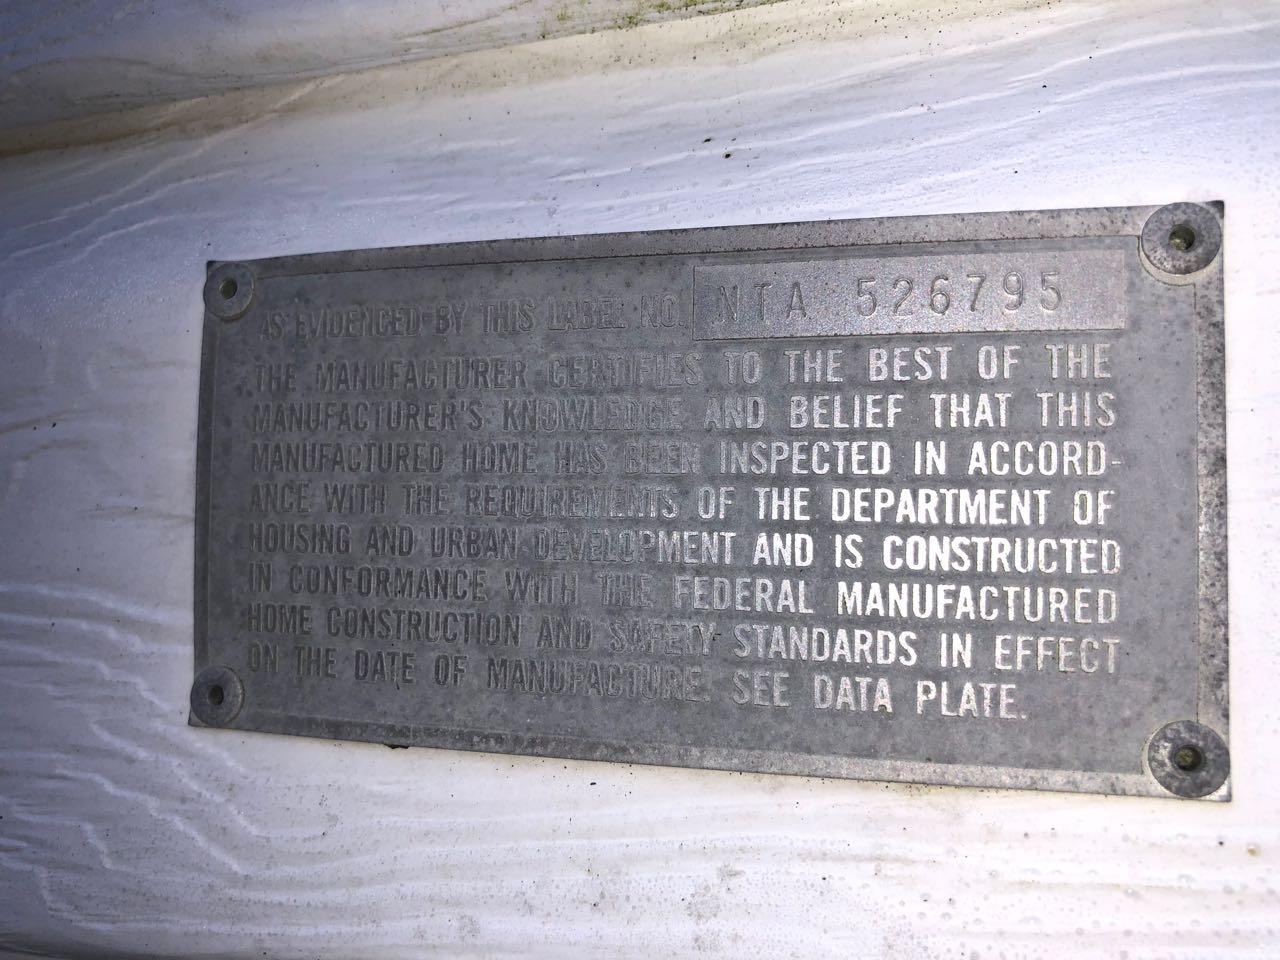 AS EVIDENCED BY THIS LABEL NO. NTA 526795
THE MANUFACTURER CERTIFIES TO THE BEST OF THE
MANUFACTURER'S KNOWLEDGE AND BELIEF THAT THIS
MANUFACTURED HOME HAS BEEN INSPECTED IN ACCORD-
ANCE WITH THE REQUIREMENTS OF THE DEPARTMENT OF
HOUSING AND URBAN DEVELOPMENT AND IS CONSTRUCTED
IN CONFORMANCE WITH THE FEDERAL MANUFACTURED
HOME CONSTRUCTION AND SAFETY STANDARDS IN EFFECT
ON THE DATE OF MANUFACTURE. SEE DATA PLATE.